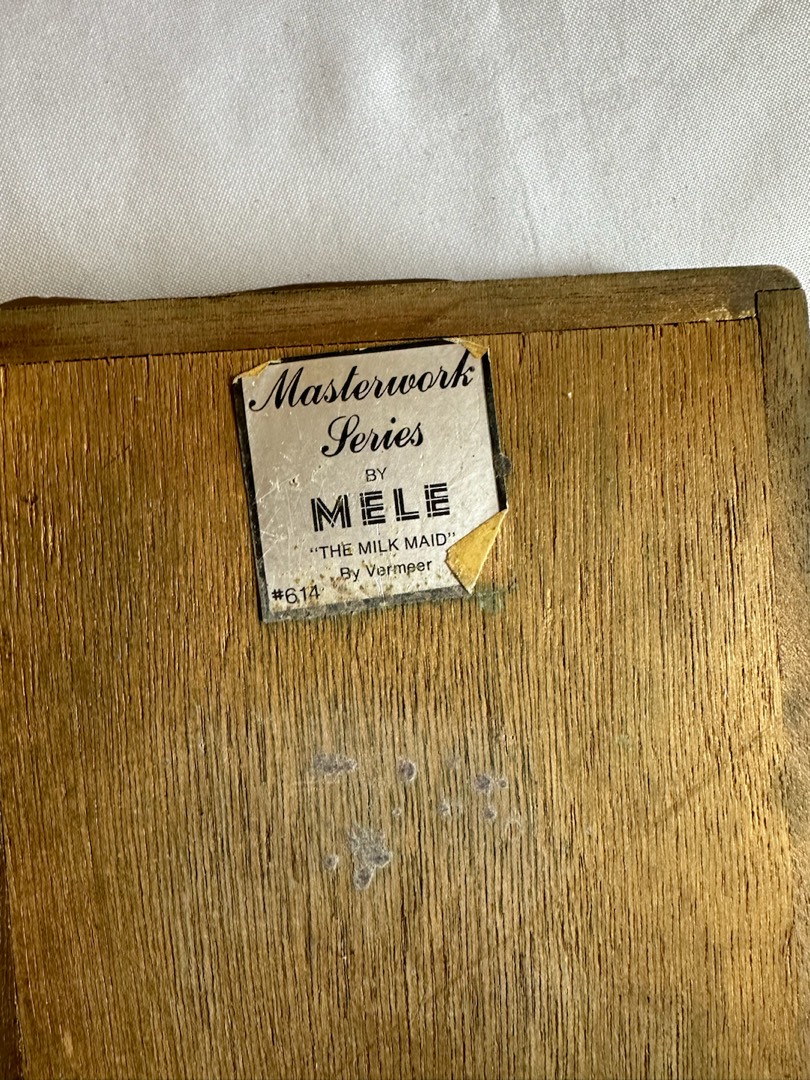 Masterwork
Series
BY
MELE
“THE MILK MAID”
By Vermeer
#614